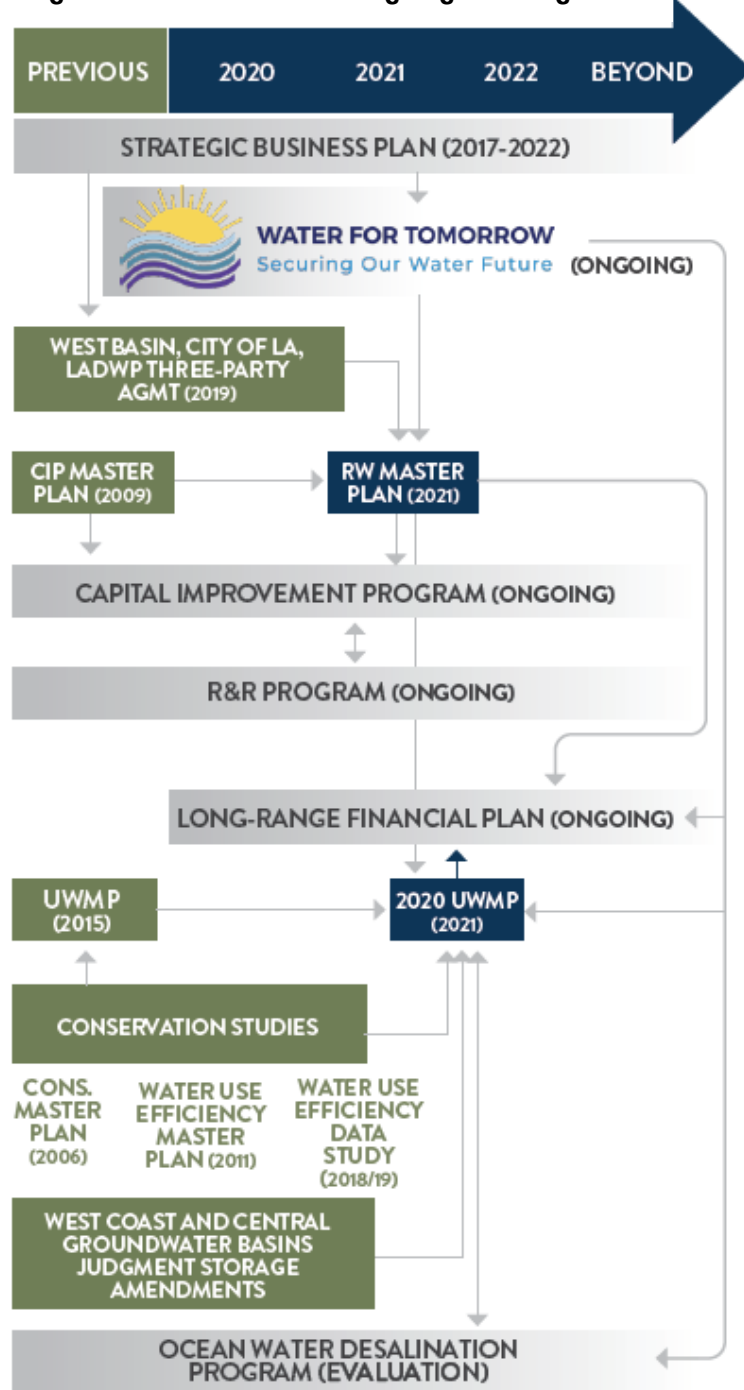 PREVIOUS 2020 2021 2022 BEYOND
STRATEGIC BUSINESS PLAN (2017-2022)
WATER FOR TOMORROW
Securing Our Water Future (ONGOING)
WEST BASIN, CITY OF LA,
LADWP THREE-PARTY
AGMT (2019)
CIP MASTER
PLAN (2009)
RW MASTER
PLAN (2021)
CAPITAL IMPROVEMENT PROGRAM (ONGOING)
R&R PROGRAM (ONGOING)
LONG-RANGE FINANCIAL PLAN (ONGOING)
UWMP
(2015)
2020 UWMP
(2021)
CONSERVATION STUDIES
CONS.
MASTER
PLAN
(2006)
WATER USE
EFFICIENCY
MASTER
PLAN (2011)
WATER USE
EFFICIENCY
DATA
STUDY
(2018/19)
WEST COAST AND CENTRAL
GROUNDWATER BASINS
JUDGMENT STORAGE
AMENDMENTS
OCEAN WATER DESALINATION
PROGRAM (EVALUATION)